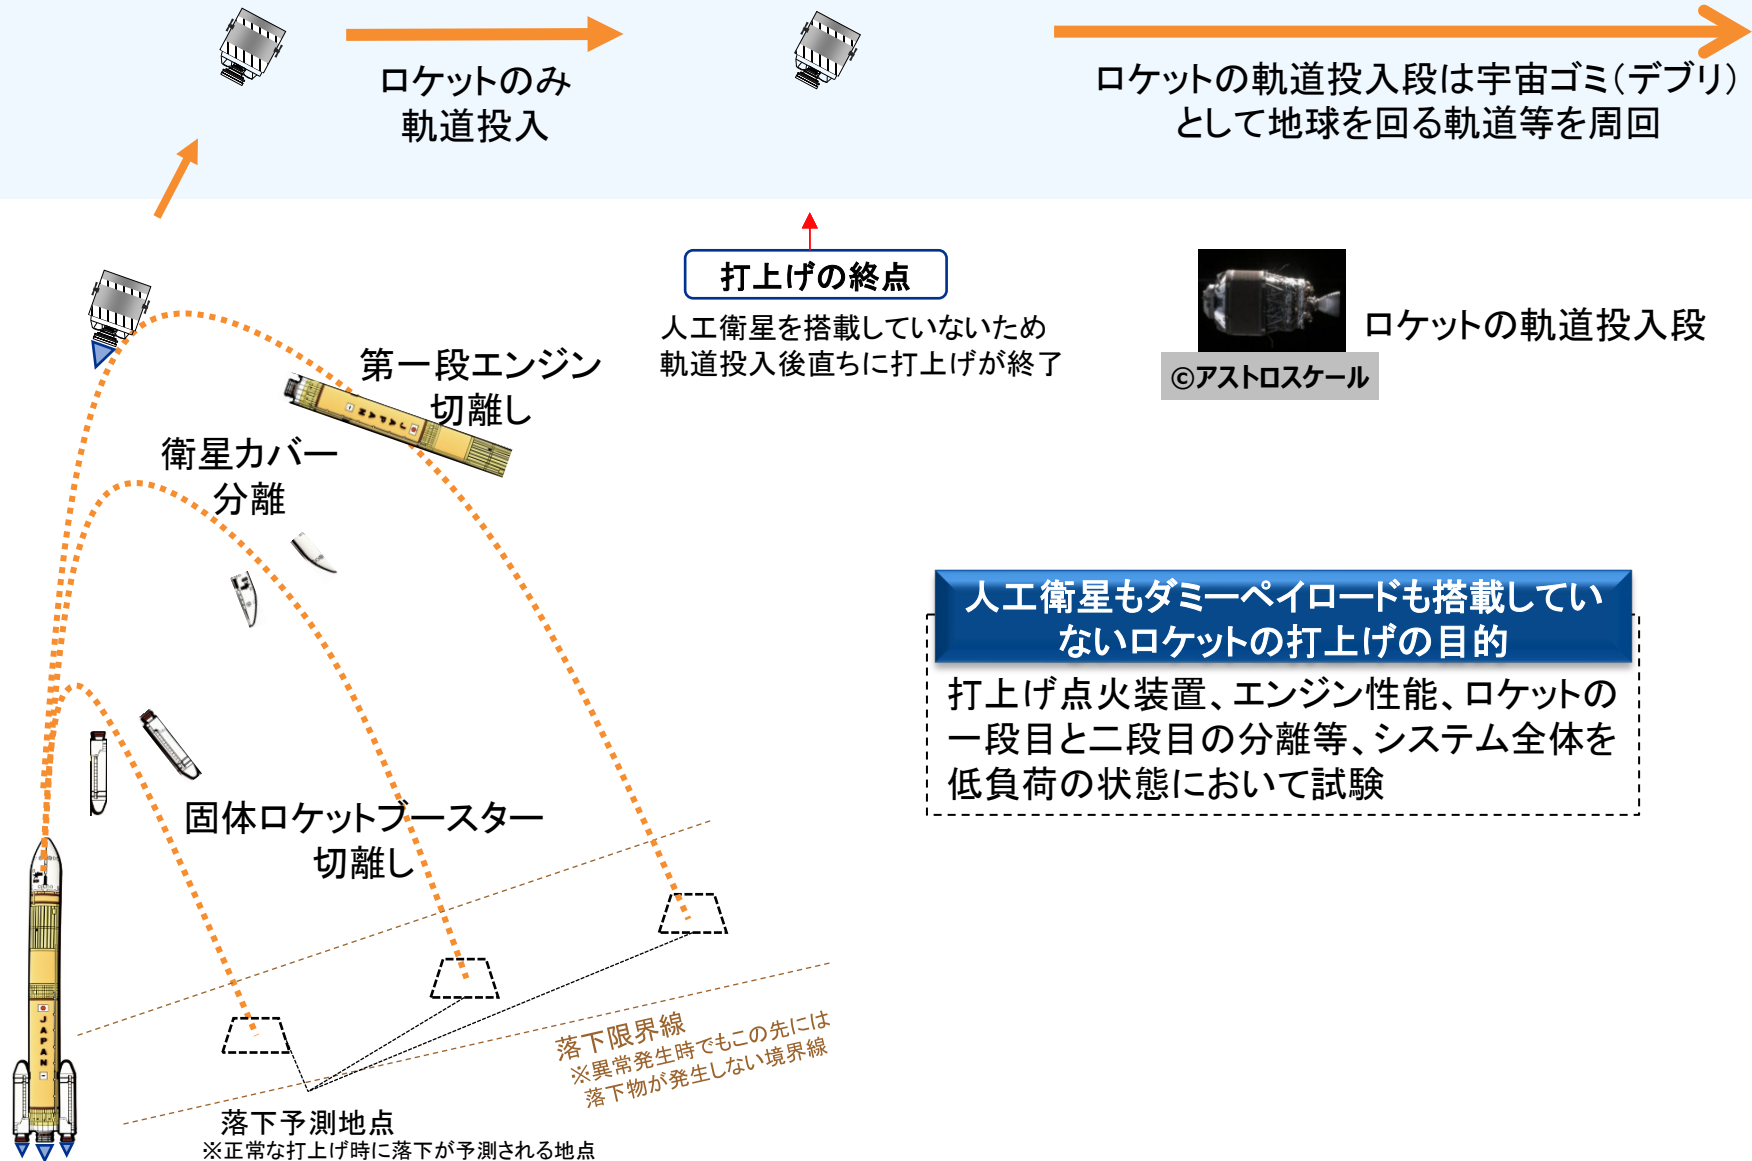 ロケットのみ
軌道投入
ロケットの軌道投入段は宇宙ゴミ（デブリ）
として地球を回る軌道等を周回
打上げの終点
人工衛星を搭載していないため
軌道投入後直ちに打上げが終了
ロケットの軌道投入段
©アストロスケール
第一段エンジン
切離し
JAPAN
衛星カバー
分離
人工衛星もダミーペイロードも搭載してい
ないロケットの打上げの目的
打上げ点火装置、エンジン性能、ロケットの
一段目と二段目の分離等、システム全体を
低負荷の状態において試験
固体ロケットブースター
切離し
JAPAN
落下限界線
※異常発生時でもこの先には
落下物が発生しない境界線
落下予測地点
※正常な打上げ時に落下が予測される地点